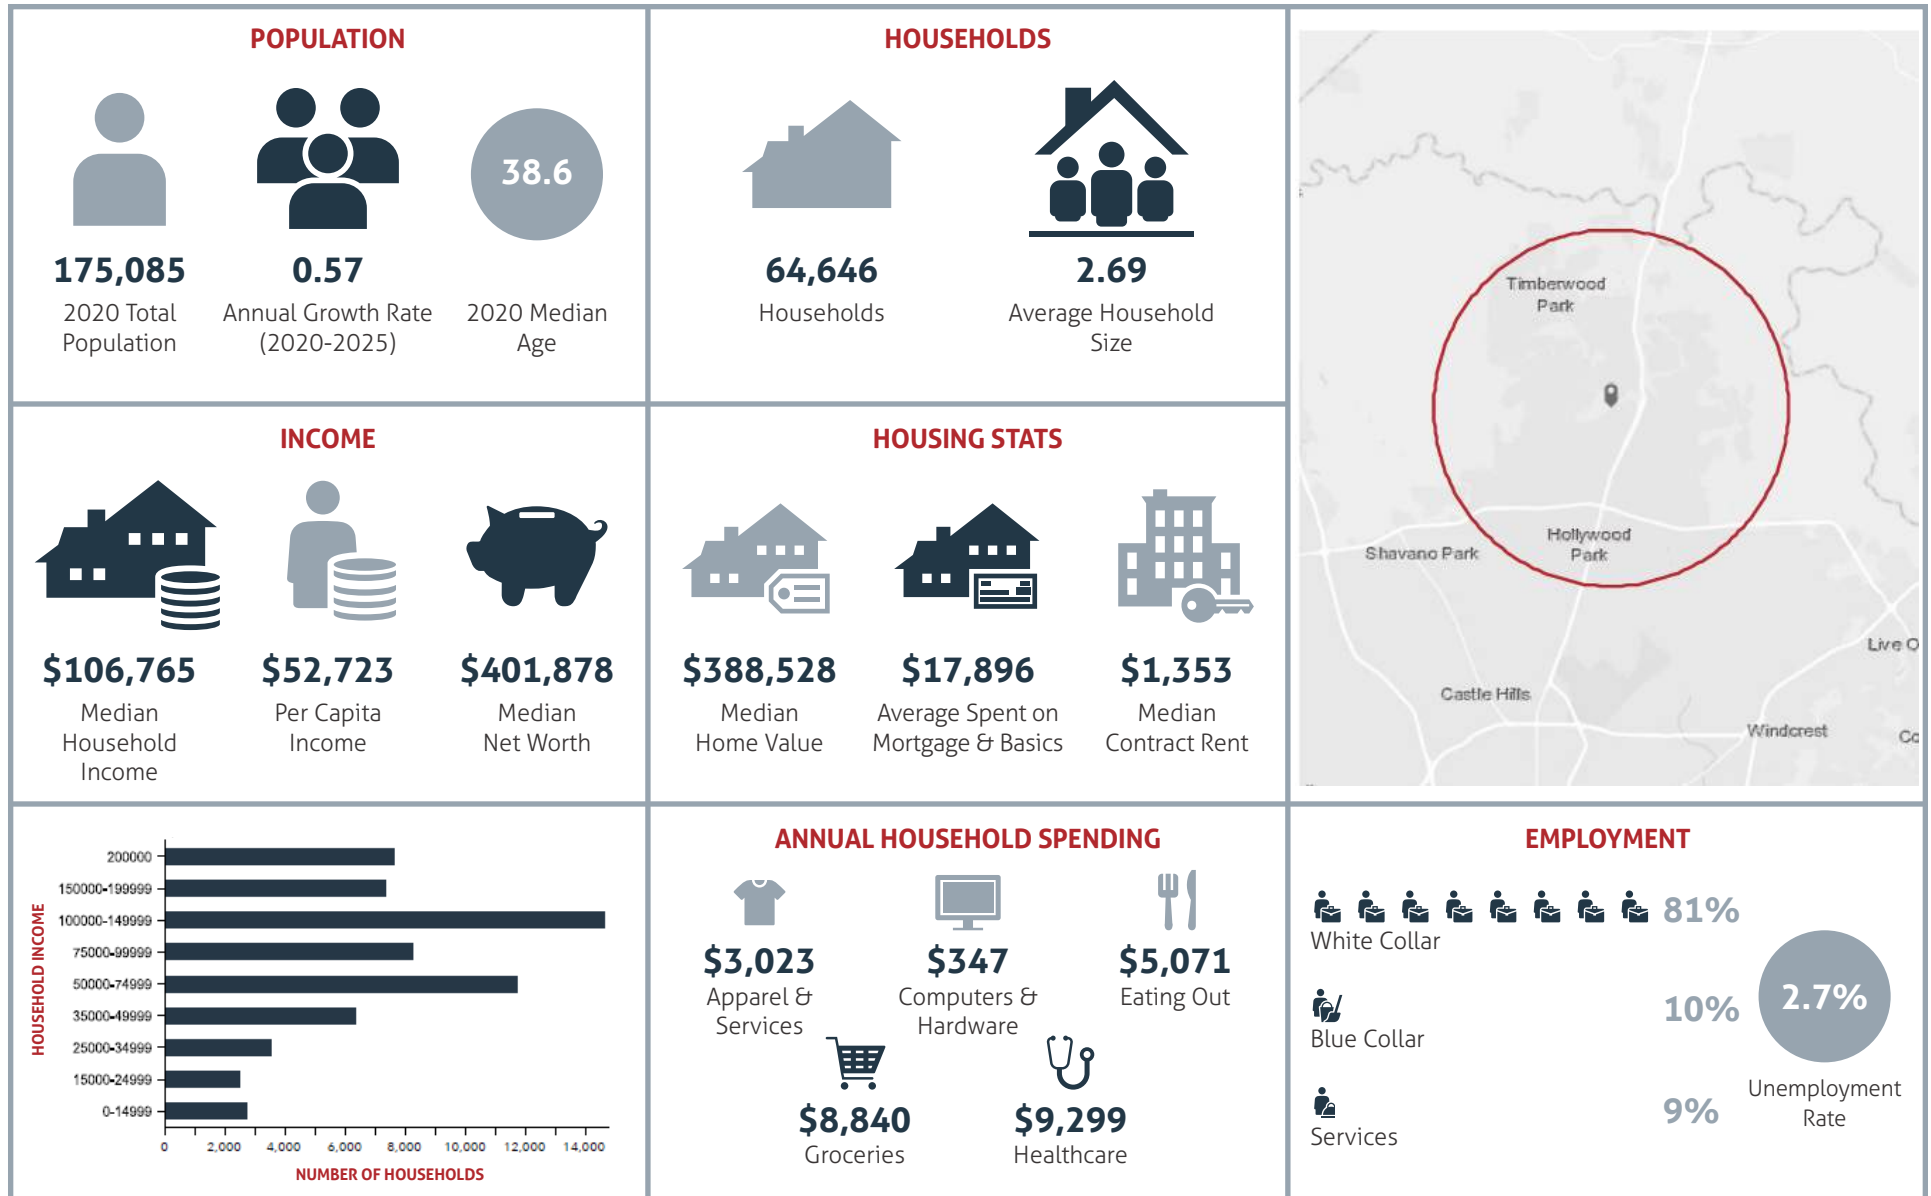 POPULATION
38.6
175,085
0.57
2020 Total
Population
Annual Growth Rate
(2020-2025)
2020 Median
Age
HOUSEHOLDS
64,646
Households
2.69
Average Household
Size
Timberwood
Park
Hollywood
Park
Shavano Park
Castle Hills
Windcrest
Live O
Co
INCOME
$106,765
Median
Household
Income
$52,723
Per Capita
Income
$401,878
Median
Net Worth
HOUSING STATS
$388,528
Median
Home Value
$17,896
Average Spent on
Mortgage & Basics
$1,353
Median
Contract Rent
HOUSEHOLD INCOME
200000
150000-199999
100000-149999
75000-99999
50000-74999
35000-49999
25000-34999
15000-24999
0-14999
0 2,000 4,000 6,000 8,000 10,000 12,000 14,000
NUMBER OF HOUSEHOLDS
ANNUAL HOUSEHOLD SPENDING
$3,023
Apparel &
Services
$347
Computers &
Hardware
$5,071
Eating Out
$8,840
Groceries
$9,299
Healthcare
EMPLOYMENT
81%
White Collar
10%
Blue Collar
9%
Services
2.7%
Unemployment
Rate